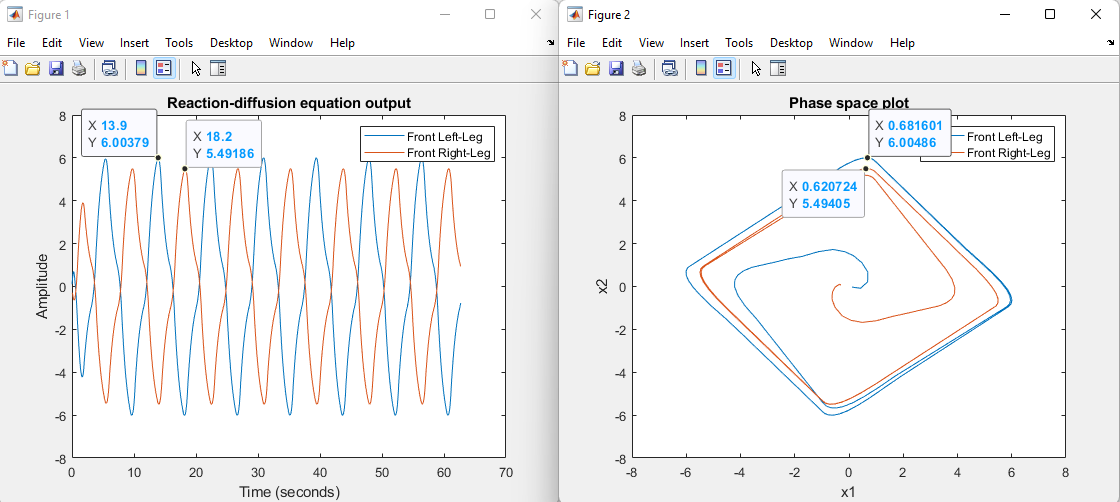 Figure 1
File Edit View Insert Tools Desktop Window Help
Reaction-diffusion equation output
X 13.9
Y 6.00379
X 18.2
Y 5.49186
Front Left-Leg
Front Right-Leg
8
6
4
2
0
-2
-4
-6
-8
Amplitude
0 10 20 30 40 50 60 70
Time (seconds)
Figure 2
File Edit View Insert Tools Desktop Window Help
Phase space plot
X 0.681601
Y 6.00486
X 0.620724
Y 5.49405
Front Left-Leg
Front Right-Leg
8
6
4
2
0
-2
-4
-6
-8
x2
-8 -6 -4 -2 0 2 4 6 8
x1